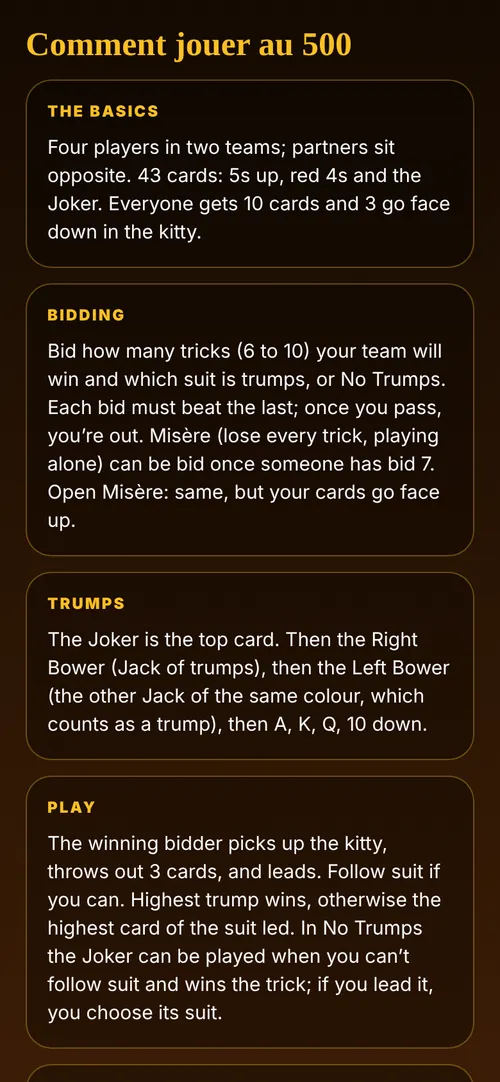 Comment jouer au 500
THE BASICS
Four players in two teams; partners sit
opposite. 43 cards: 5s up, red 4s and the
Joker. Everyone gets 10 cards and 3 go face
down in the kitty.
BIDDING
Bid how many tricks (6 to 10) your team will
win and which suit is trumps, or No Trumps.
Each bid must beat the last; once you pass,
you’re out. Misère (lose every trick, playing
alone) can be bid once someone has bid 7.
Open Misère: same, but your cards go face
up.
TRUMPS
The Joker is the top card. Then the Right
Bower (Jack of trumps), then the Left Bower
(the other Jack of the same colour, which
counts as a trump), then A, K, Q, 10 down.
PLAY
The winning bidder picks up the kitty,
throws out 3 cards, and leads. Follow suit if
you can. Highest trump wins, otherwise the
highest card of the suit led. In No Trumps
the Joker can be played when you can’t
follow suit and wins the trick; if you lead it,
you choose its suit.